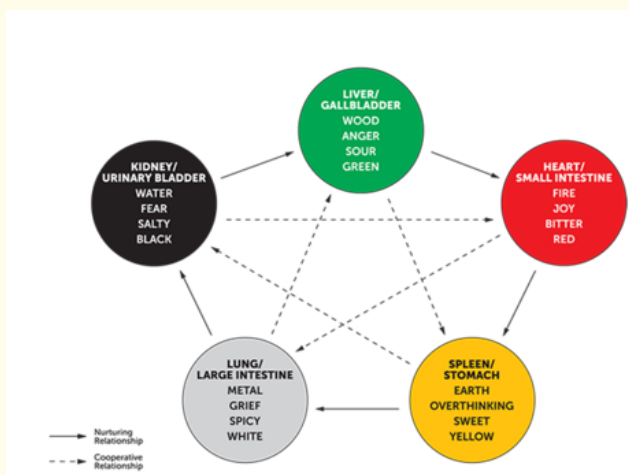 LIVER/
GALLBLADDER
WOOD
ANGER
SOUR
GREEN
KIDNEY/
URINARY BLADDER
WATER
FEAR
SALTY
BLACK
HEART/
SMALL INTESTINE
FIRE
JOY
BITTER
RED
LUNG/
LARGE INTESTINE
METAL
GRIEF
SPICY
WHITE
SPLEEN/
STOMACH
EARTH
OVERTHINKING
SWEET
YELLOW
Nurturing
Relationship
Cooperative
Relationship